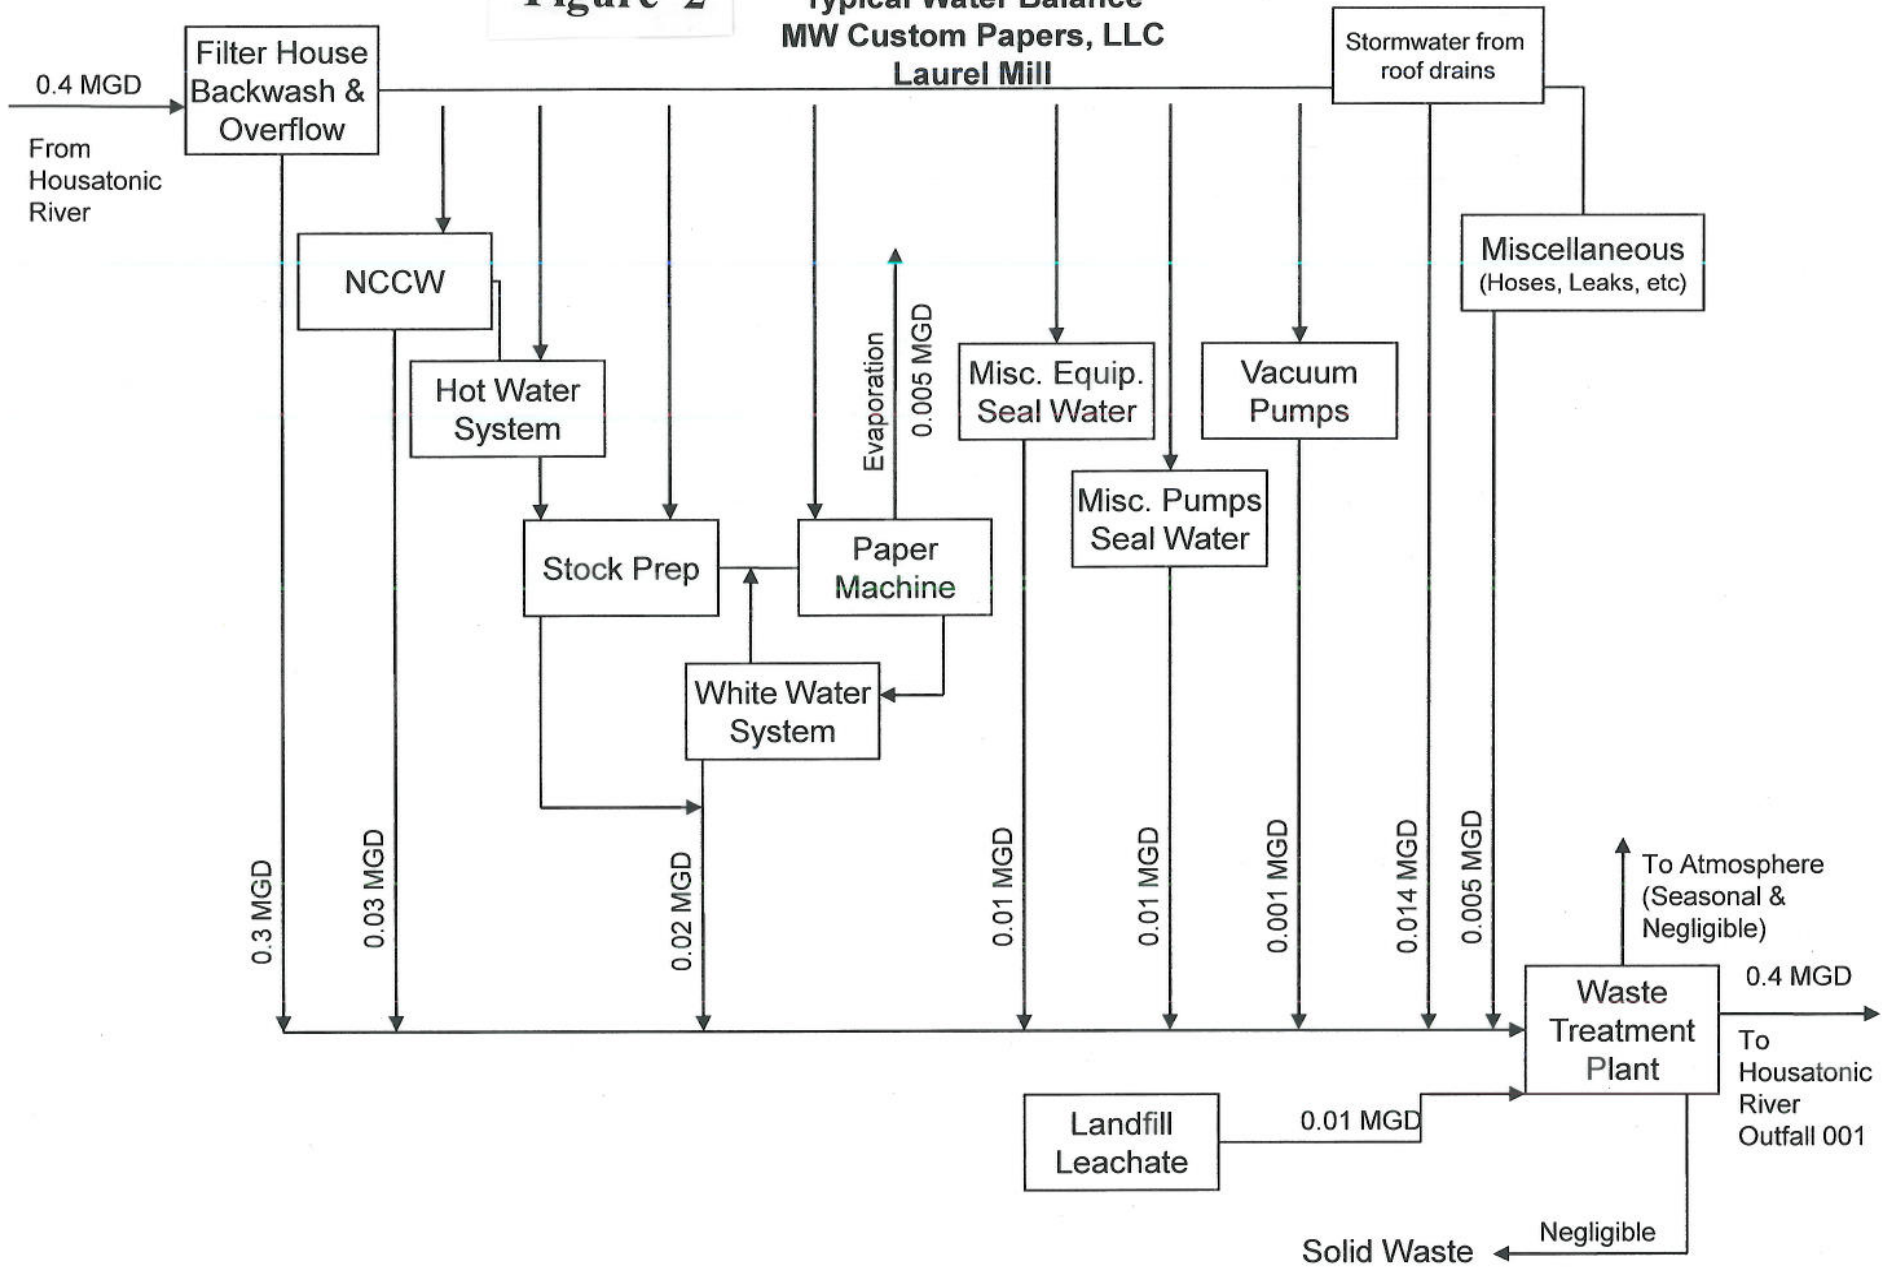 Figure 2
Typical Water Balance
MW Custom Papers, LLC
Laurel Mill
0.4 MGD
From
Housatonic
River
Filter House
Backwash &
Overflow
Stormwater from
roof drains
NCCW
Miscellaneous
(Hoses, Leaks, etc)
Hot Water
System
Evaporation
0.005 MGD
Misc. Equip.
Seal Water
Vacuum
Pumps
Misc. Pumps
Seal Water
Stock Prep
Paper
Machine
White Water
System
0.3 MGD
0.03 MGD
0.02 MGD
0.01 MGD
0.01 MGD
0.001 MGD
0.014 MGD
0.005 MGD
To Atmosphere
(Seasonal &
Negligible)
Waste
Treatment
Plant
0.4 MGD
To
Housatonic
River
Outfall 001
Landfill
Leachate
0.01 MGD
Negligible
Solid Waste